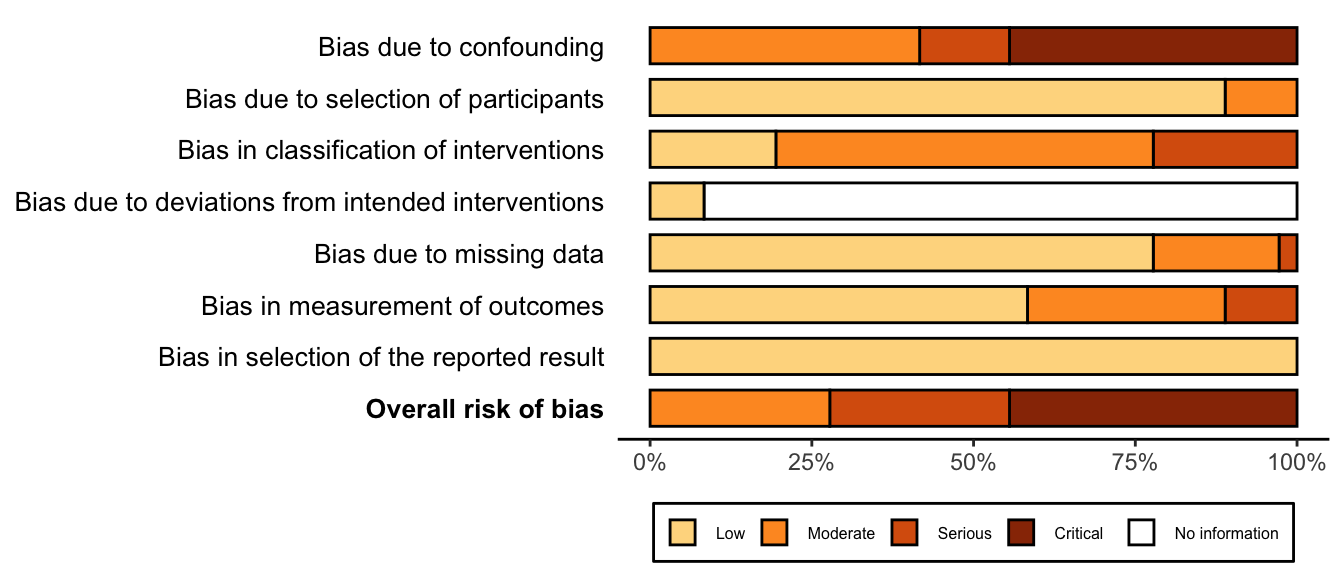 Bias due to confounding
Bias due to selection of participants
Bias in classification of interventions
Bias due to deviations from intended interventions
Bias due to missing data
Bias in measurement of outcomes
Bias in selection of the reported result
Overall risk of bias
0% 25% 50% 75% 100%
Low Moderate Serious Critical No information